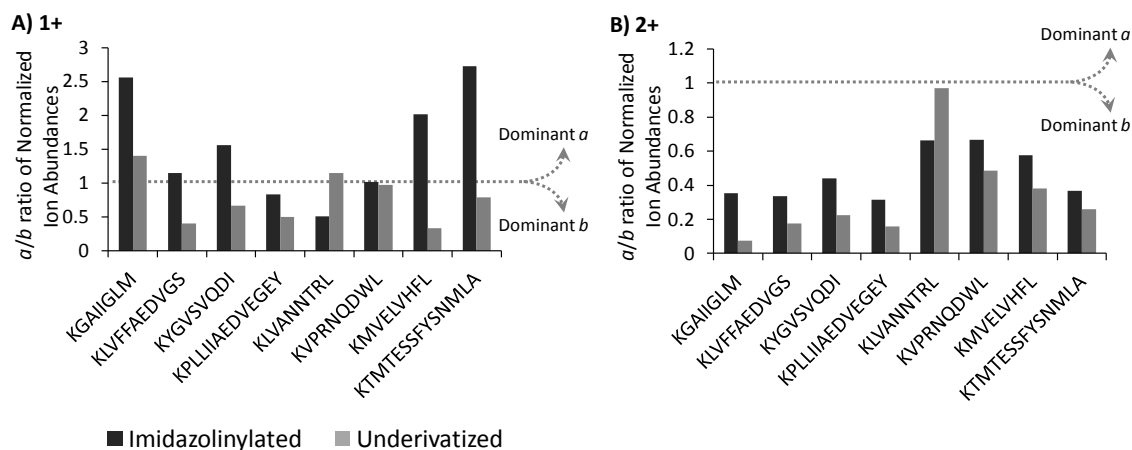 A) 1+
a/b ratio of Normalized
Ion Abundances
3
2.5
2
1.5
1
0.5
0
Dominant a
Dominant b
KGAIIGLM
KLVFFAEDVGS
KYGVSVQDI
KPLLIIAEDVEGEY
KLVANNTRL
KVPRNQDWL
KMVELVHFL
KTMTESSFYSNMLA
B) 2+
a/b ratio of Normalized
Ion Abundances
1.2
1
0.8
0.6
0.4
0.2
0
Dominant a
Dominant b
KGAIIGLM
KLVFFAEDVGS
KYGVSVQDI
KPLLIIAEDVEGEY
KLVANNTRL
KVPRNQDWL
KMVELVHFL
KTMTESSFYSNMLA
Imidazolinylated
Underivatized